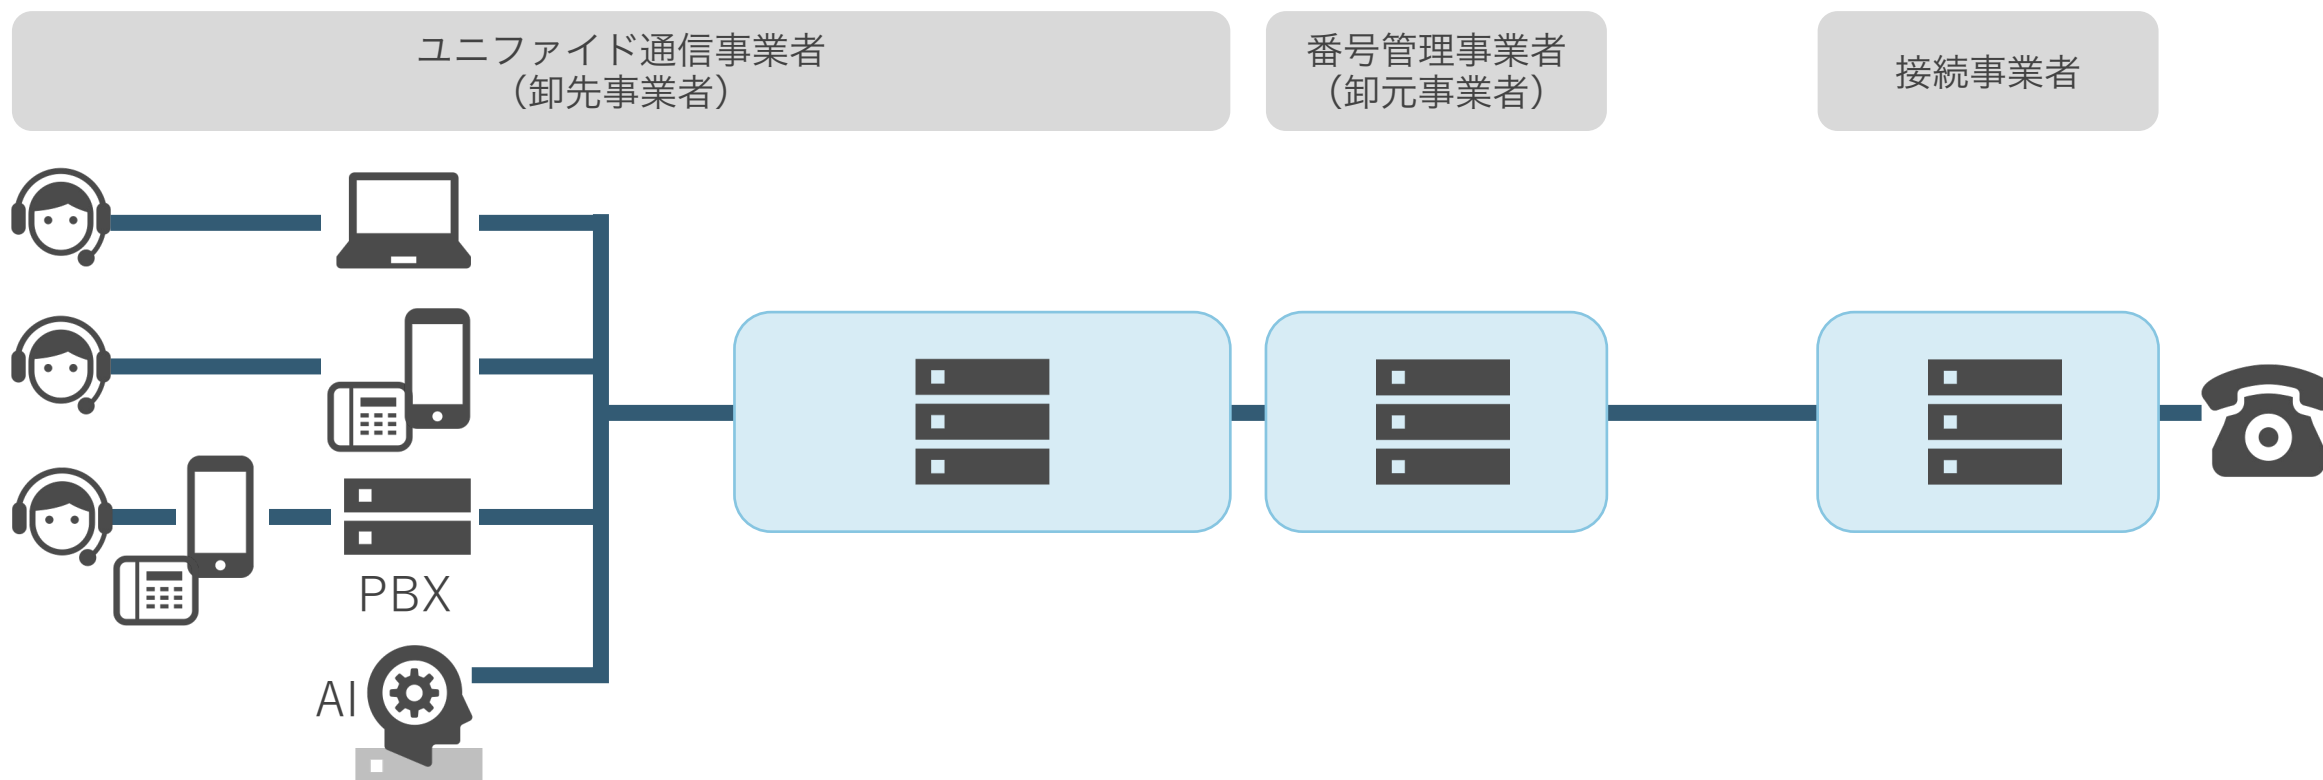 ユニファイド通信事業者
（卸先事業者）
番号管理事業者
（卸元事業者）
接続事業者
PBX
AI